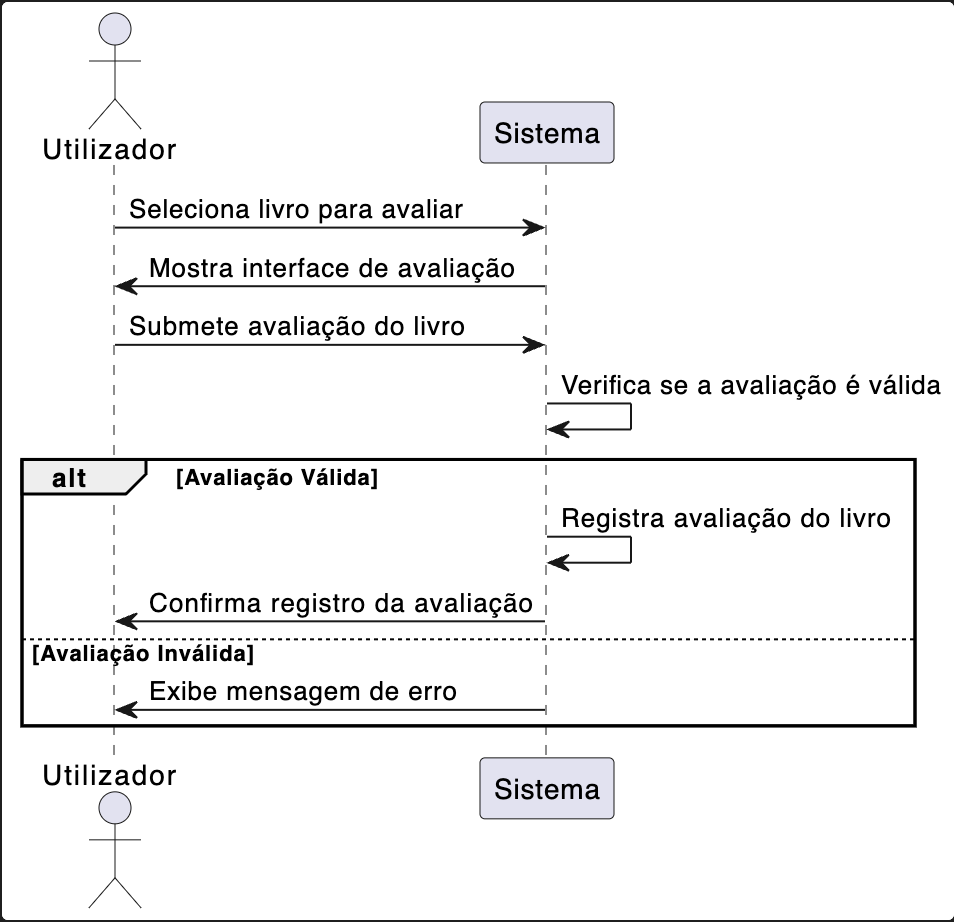 Utilizador
Sistema
Seleciona livro para avaliar
Mostra interface de avaliação
Submete avaliação do livro
Verifica se a avaliação é válida
alt [Avaliação Válida]
Registra avaliação do livro
Confirma registro da avaliação
[Avaliação Inválida]
Exibe mensagem de erro
Utilizador
Sistema